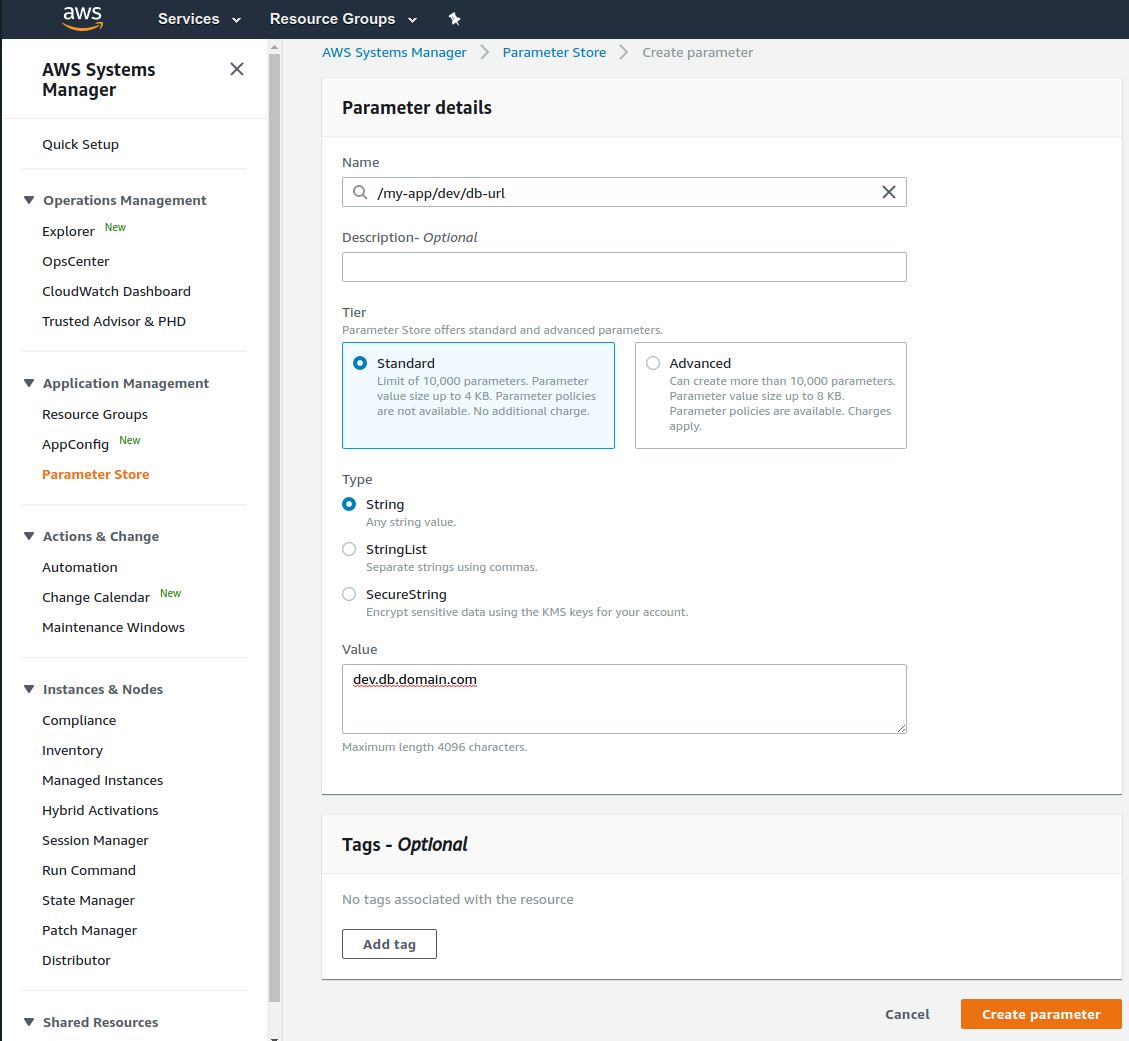 aws
Services
Resource Groups
AWS Systems Manager
Quick Setup
Operations Management
Explorer New
OpsCenter
CloudWatch Dashboard
Trusted Advisor & PHD
Application Management
Resource Groups
AppConfig New
Parameter Store
Actions & Change
Automation
Change Calendar New
Maintenance Windows
Instances & Nodes
Compliance
Inventory
Managed Instances
Hybrid Activations
Session Manager
Run Command
State Manager
Patch Manager
Distributor
Shared Resources
AWS Systems Manager > Parameter Store > Create parameter
Parameter details
Name
/my-app/dev/db-url
Description- Optional
Tier
Parameter Store offers standard and advanced parameters.
Standard
Limit of 10,000 parameters. Parameter
value size up to 4 KB. Parameter policies
are not available. No additional charge.
Advanced
Can create more than 10,000 parameters.
Parameter value size up to 8 KB.
Parameter policies are available. Charges
apply.
Type
String
Any string value.
StringList
Separate strings using commas.
SecureString
Encrypt sensitive data using the KMS keys for your account.
Value
dev.db.domain.com
Maximum length 4096 characters.
Tags - Optional
No tags associated with the resource
Add tag
Cancel
Create parameter